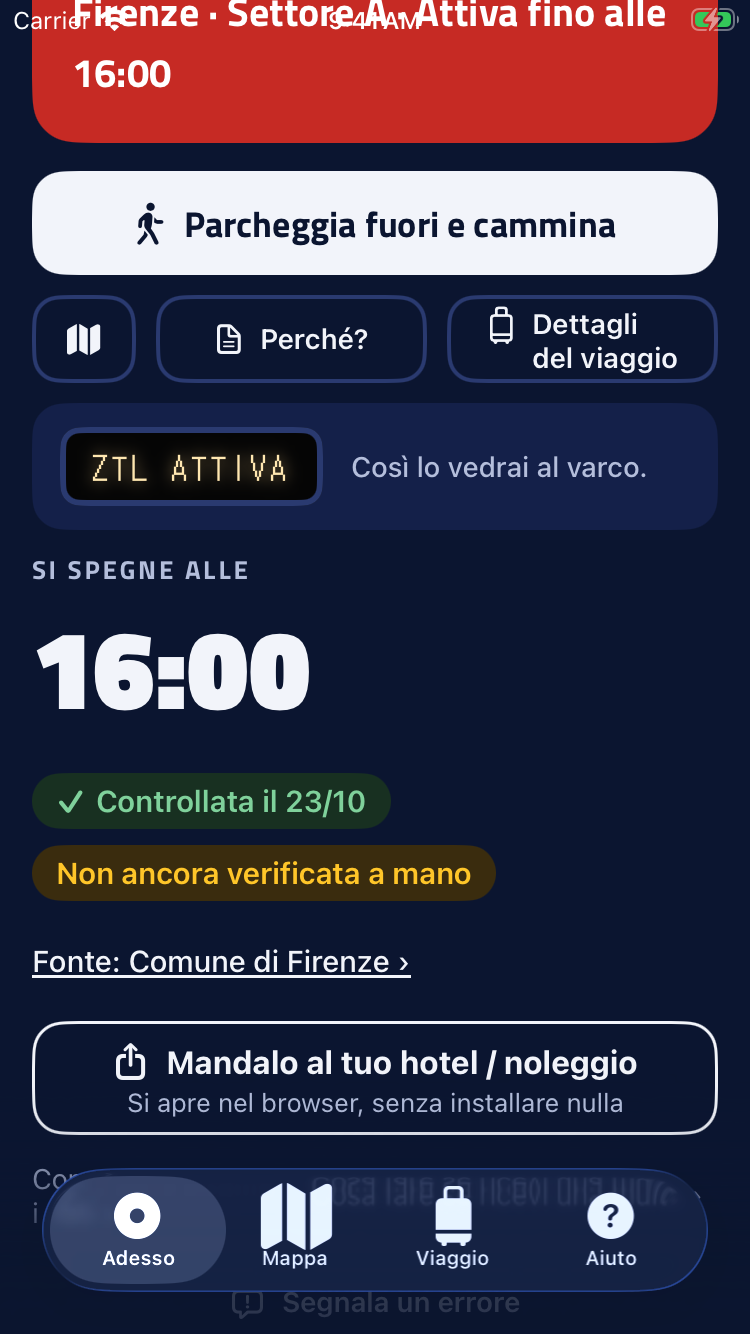 Carrier
9:41 AM
Firenze · Settore A · Attiva fino alle
16:00
Parcheggia fuori e cammina
Perché?
Dettagli
del viaggio
ZTL ATTIVA
Così lo vedrai al varco.
SI SPEGNE ALLE
16:00
Controllata il 23/10
Non ancora verificata a mano
Fonte: Comune di Firenze ›
Mandalo al tuo hotel / noleggio
Si apre nel browser, senza installare nulla
Adesso
Mappa
Viaggio
Aiuto
Segnala un errore